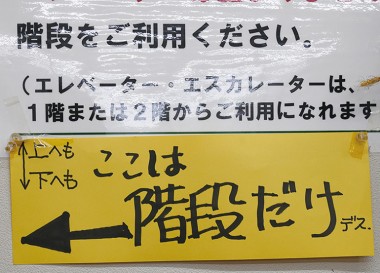 階段をご利用ください。
（エレベーター・エスカレーターは、
１階または２階からご利用になれます
↑上へも
↓下へも
ここは
階段だけデス.